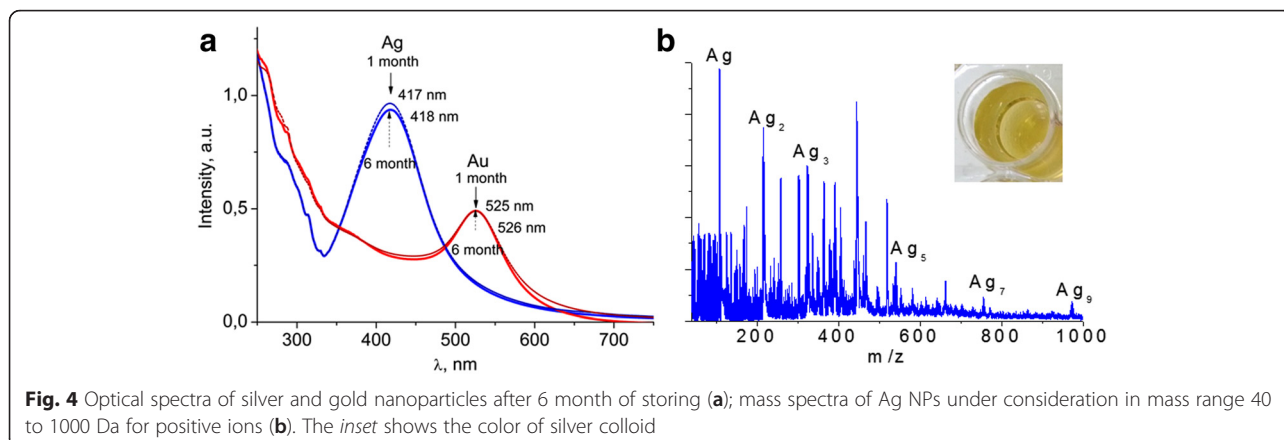 a
Ag
1 month
417 nm
418 nm
6 month
Au
1 month
525 nm
526 nm
6 month
1,0
0,5
0,0
Intensity, a.u.
300 400 500 600 700
λ, nm
b
Ag
Ag2
Ag3
Ag5
Ag7
Ag9
200 400 600 800 1000
m/z
Fig. 4 Optical spectra of silver and gold nanoparticles after 6 month of storing (a); mass spectra of Ag NPs under consideration in mass range 40
to 1000 Da for positive ions (b). The inset shows the color of silver colloid